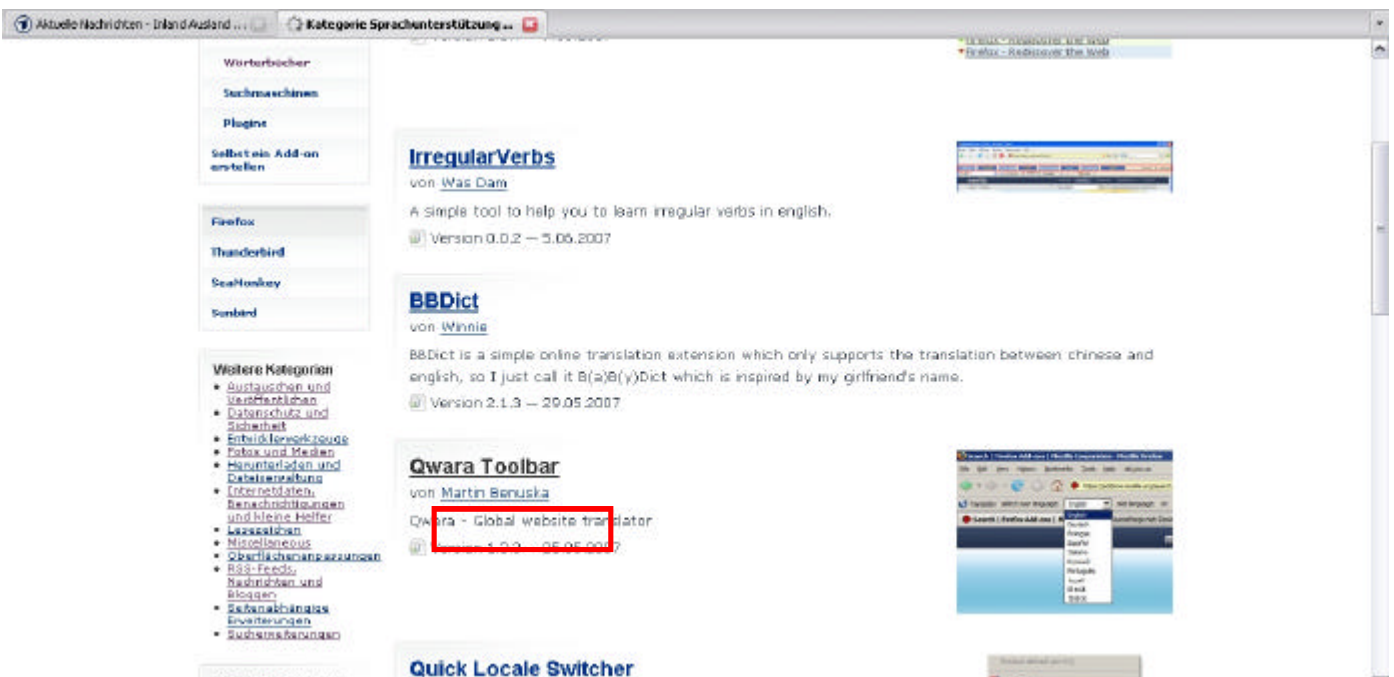 Aktuelle Nachrichten - Inland Ausland ...
Kategorie Sprachunterstützung ...
Firefox - Rediscover the Web
Firefox - Rediscover the Web
Wörterbücher
Suchmaschinen
Plugins
Selbst ein Add-on
erstellen
Firefox
Thunderbird
SeaMonkey
Sunbird
Weitere Kategorien
Austauschen und
Veröffentlichen
Datenschutz und
Sicherheit
Entwicklerwerkzeuge
Fotos und Medien
Herunterladen und
Dateiverwaltung
Internetdaten,
Benachrichtigungen
und kleine Helfer
Lesezeichen
Miscellaneous
Oberflächenanpassungen
RSS-Feeds,
Nachrichten und
Bloggen
Seitenabhängige
Erweiterungen
Sucherweiterungen
IrregularVerbs
von Was Dam
A simple tool to help you to learn irregular verbs in english.
Version 0.0.2 — 5.06.2007
BBDict
von Winnie
BBDict is a simple online translation extension which only supports the translation between chinese and
english, so I just call it B(a)B(y)Dict which is inspired by my girlfriend's name.
Version 2.1.3 — 29.05.2007
Qwara Toolbar
von Martin Benuska
Qwara - Global website translator
Version
Quick Locale Switcher